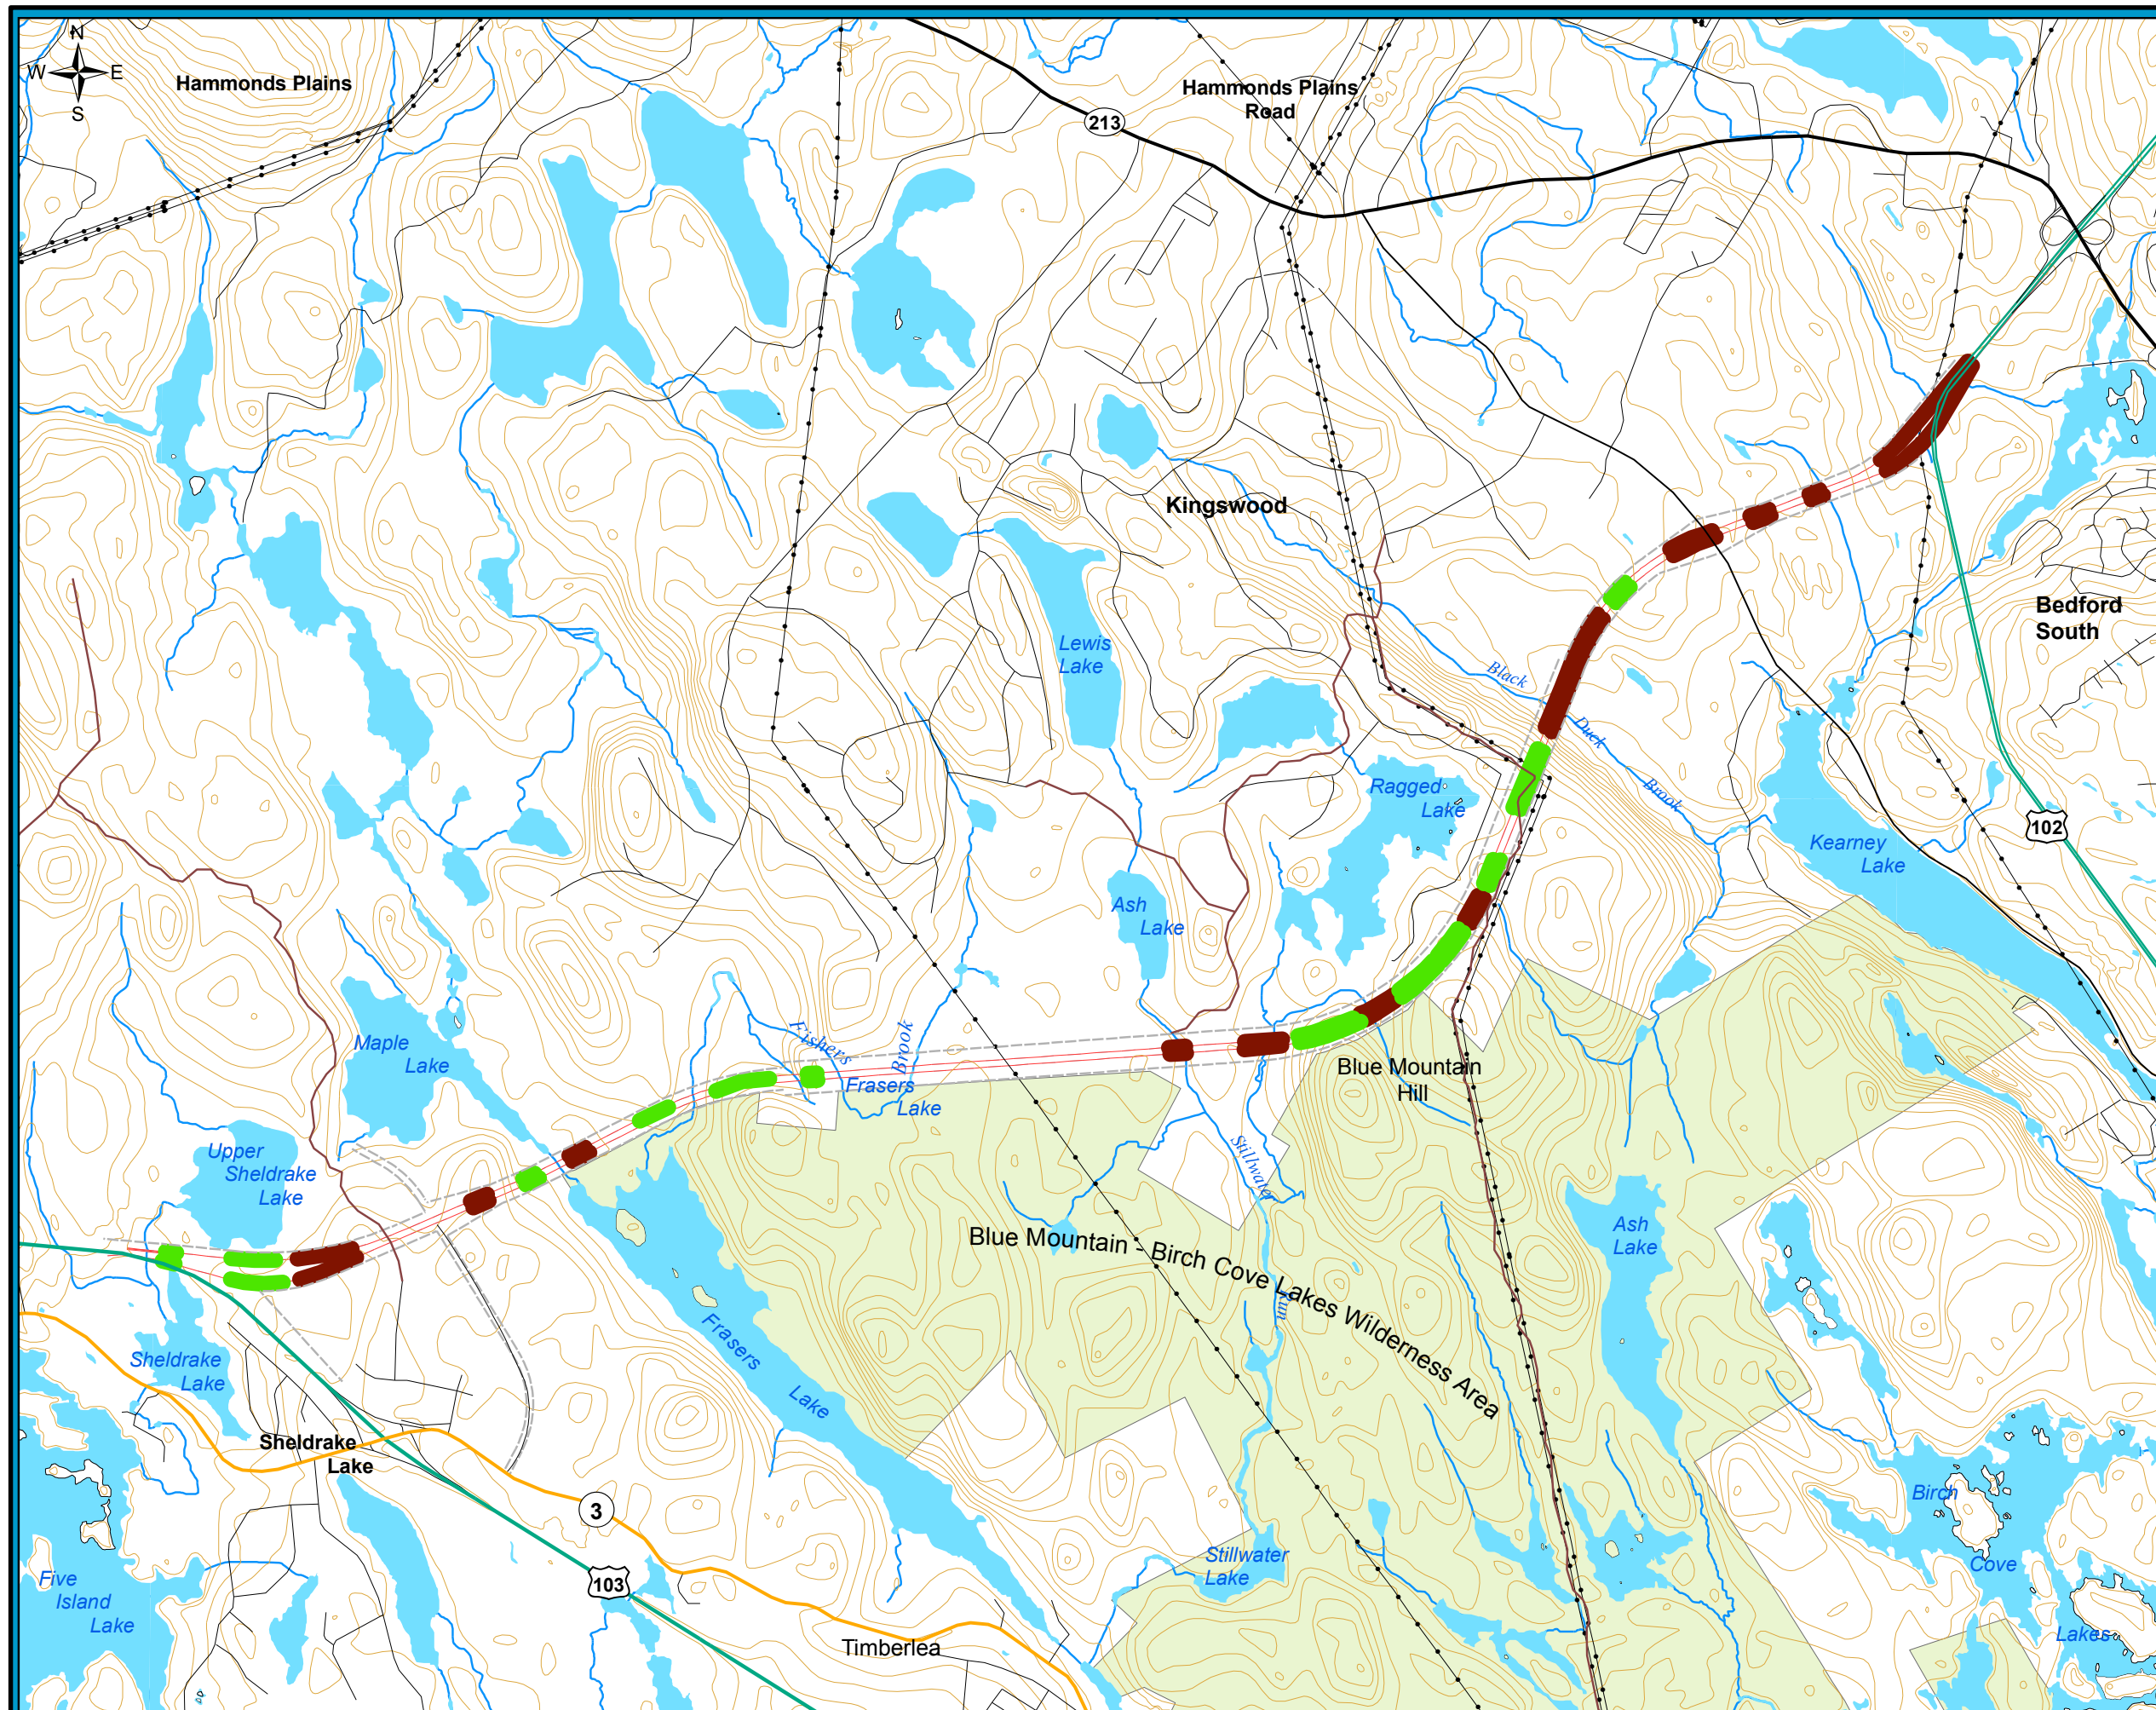 N
W E
S
Hammonds Plains
Hammonds Plains
Road
213
Kingswood
Bedford
South
Lewis
Lake
Black
Duck
Brook
Ragged
Lake
102
Kearney
Lake
Ash
Lake
Maple
Lake
Fishers
Brook
Frasers
Lake
Blue Mountain
Hill
Upper
Sheldrake
Lake
Stillwater
Run
Ash
Lake
Blue Mountain - Birch Cove Lakes Wilderness Area
Frasers
Lake
Sheldrake
Lake
Sheldrake
Lake
3
103
Five
Island
Lake
Stillwater
Lake
Timberlea
Birch
Cove
Lakes